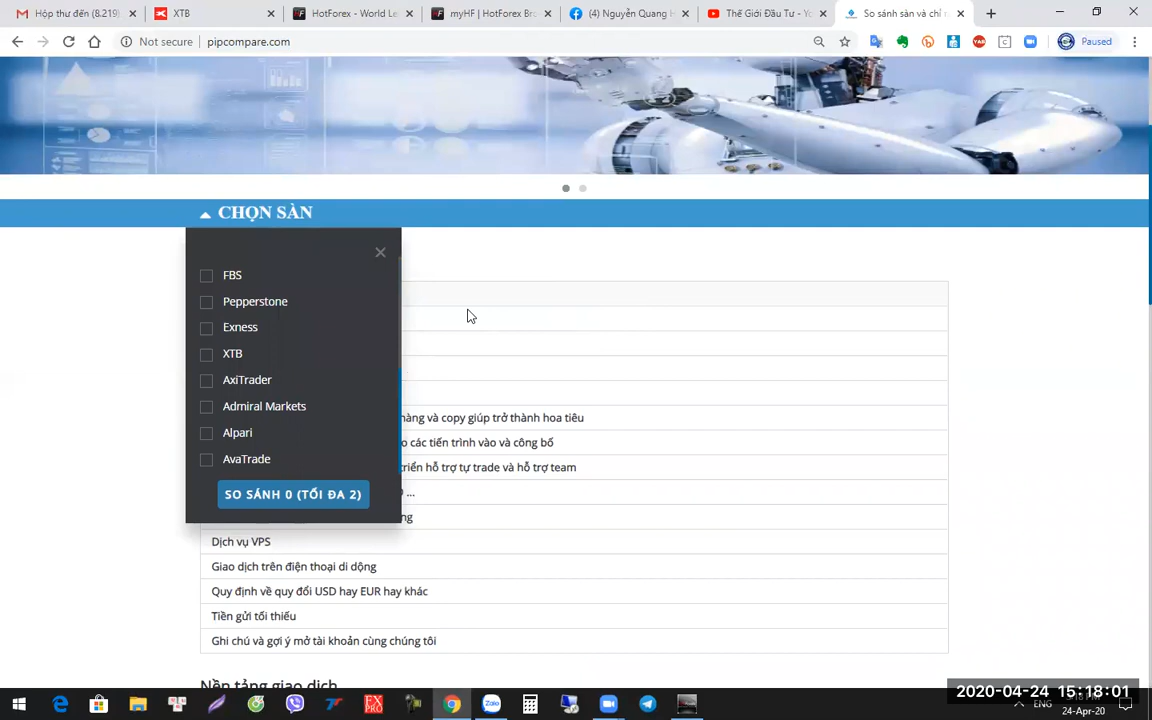 Hộp thư đến (8.219)
XTB
HotForex - World Le
myHF | HotForex Bro
(4) Nguyễn Quang H
Thế Giới Đầu Tư - Yo
So sánh sàn và chỉ
Not secure
pipcompare.com
Paused
CHỌN SÀN
FBS
Pepperstone
Exness
XTB
AxiTrader
Admiral Markets
Alpari
AvaTrade
SO SÁNH 0 (TỐI ĐA 2)
hàng và copy giúp trở thành hoa tiêu
o các tiến trình vào và công bố
triển hỗ trợ tự trade và hỗ trợ team
...
ng
Dịch vụ VPS
Giao dịch trên điện thoại di dộng
Quy định về quy đổi USD hay EUR hay khác
Tiền gửi tối thiếu
Ghi chú và gợi ý mở tài khoản cùng chúng tôi
Nền tảng giao dịch
FX PRO
Zalo
ENG
2020-04-24 15:18:01
24-Apr-20